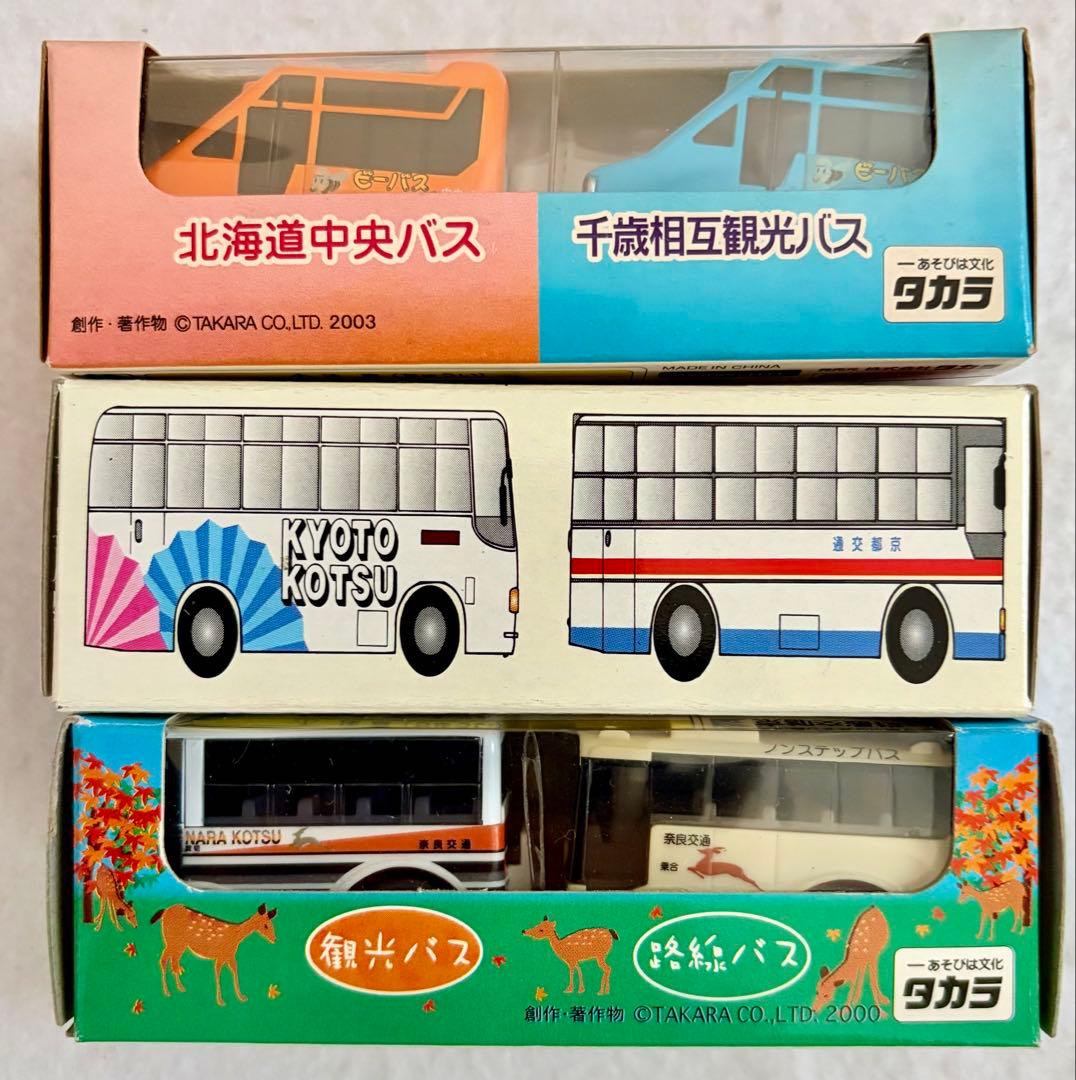 ビーバス
ビーバス
北海道中央バス
千歳相互観光バス
創作・著作物 ©TAKARA CO.,LTD. 2003
ーあそびは文化
タカラ
MADE IN CHINA
KYOTO
KOTSU
通交都京
ノンステップバス
NARA KOTSU
奈良交通
奈良交通
乗合
観光バス
路線バス
ーあそびは文化
タカラ
創作・著作物 ©TAKARA CO.,LTD. 2000